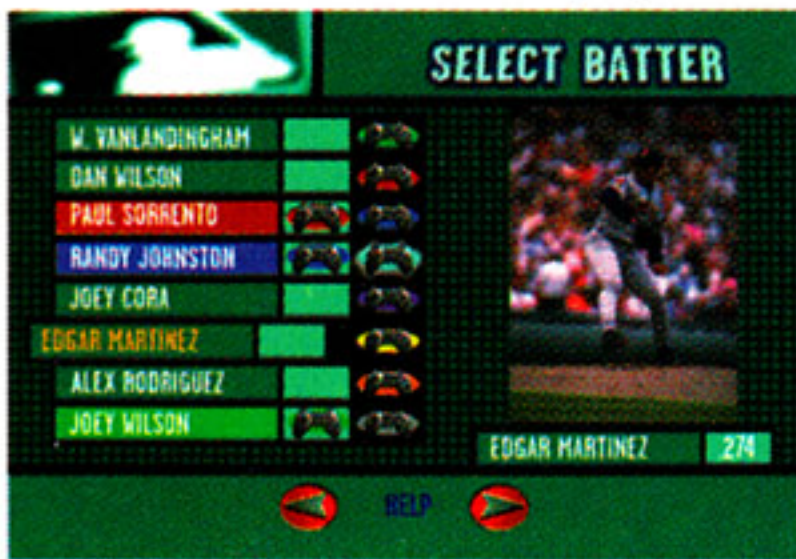 SELECT BATTER
W. VANLANDINGHAM
DAN WILSON
PAUL SORRENTO
RANDY JOHNSTON
JOEY CORA
EDGAR MARTINEZ
ALEX RODRIGUEZ
JOEY WILSON
EDGAR MARTINEZ .274
HELP